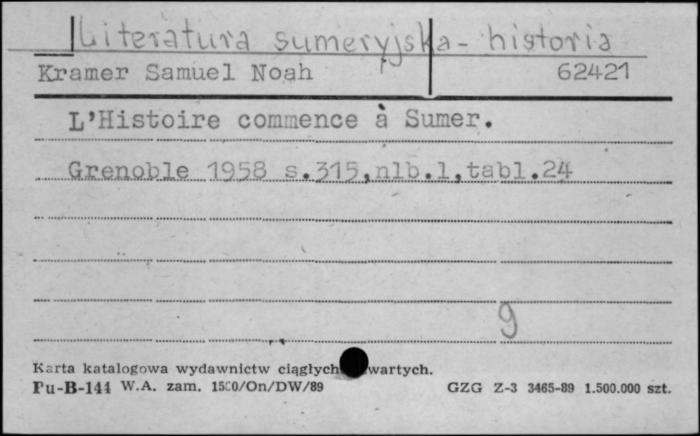 Literatura sumeryjska - historia
Kramer Samuel Noah 62421
L'Histoire commence à Sumer.
Grenoble 1958 s.315,nlb.1,tabl.24
9
Karta katalogowa wydawnictw ciągłych wartych.
Pu-B-144 W.A. zam. 1500/On/DW/89 GZG Z-3 3465-89 1.500.000 szt.